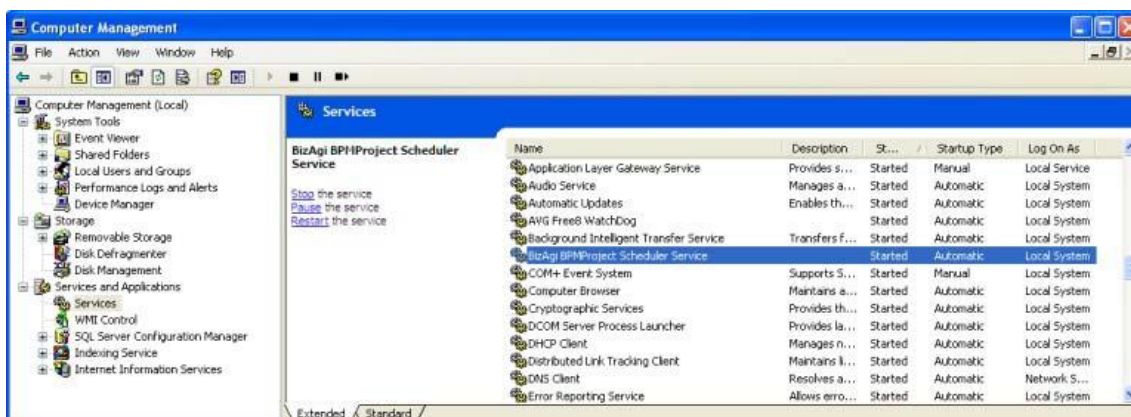 Computer Management
File Action View Window Help
Computer Management (Local)
System Tools
Event Viewer
Shared Folders
Local Users and Groups
Performance Logs and Alerts
Device Manager
Storage
Removable Storage
Disk Defragmenter
Disk Management
Services and Applications
Services
WMI Control
SQL Server Configuration Manager
Indexing Service
Internet Information Services
Services
BizAgi BPMProject Scheduler
Service
Stop the service
Pause the service
Restart the service
Name Description St... Startup Type Log On As
Application Layer Gateway Service Provides s... Started Manual Local Service
Audio Service Manages a... Started Automatic Local System
Automatic Updates Enables th... Started Automatic Local System
AVG Free8 WatchDog Started Automatic Local System
Background Intelligent Transfer Service Transfers f... Started Automatic Local System
BizAgi BPMProject Scheduler Service Started Automatic Local System
COM+ Event System Supports S... Started Manual Local System
Computer Browser Maintains a... Started Automatic Local System
Cryptographic Services Provides th... Started Automatic Local System
DCOM Server Process Launcher Provides la... Started Automatic Local System
DHCP Client Manages n... Started Automatic Local System
Distributed Link Tracking Client Maintains li... Started Automatic Local System
DNS Client Resolves a... Started Automatic Network S...
Error Reporting Service Allows erro... Started Automatic Local System
Extended Standard